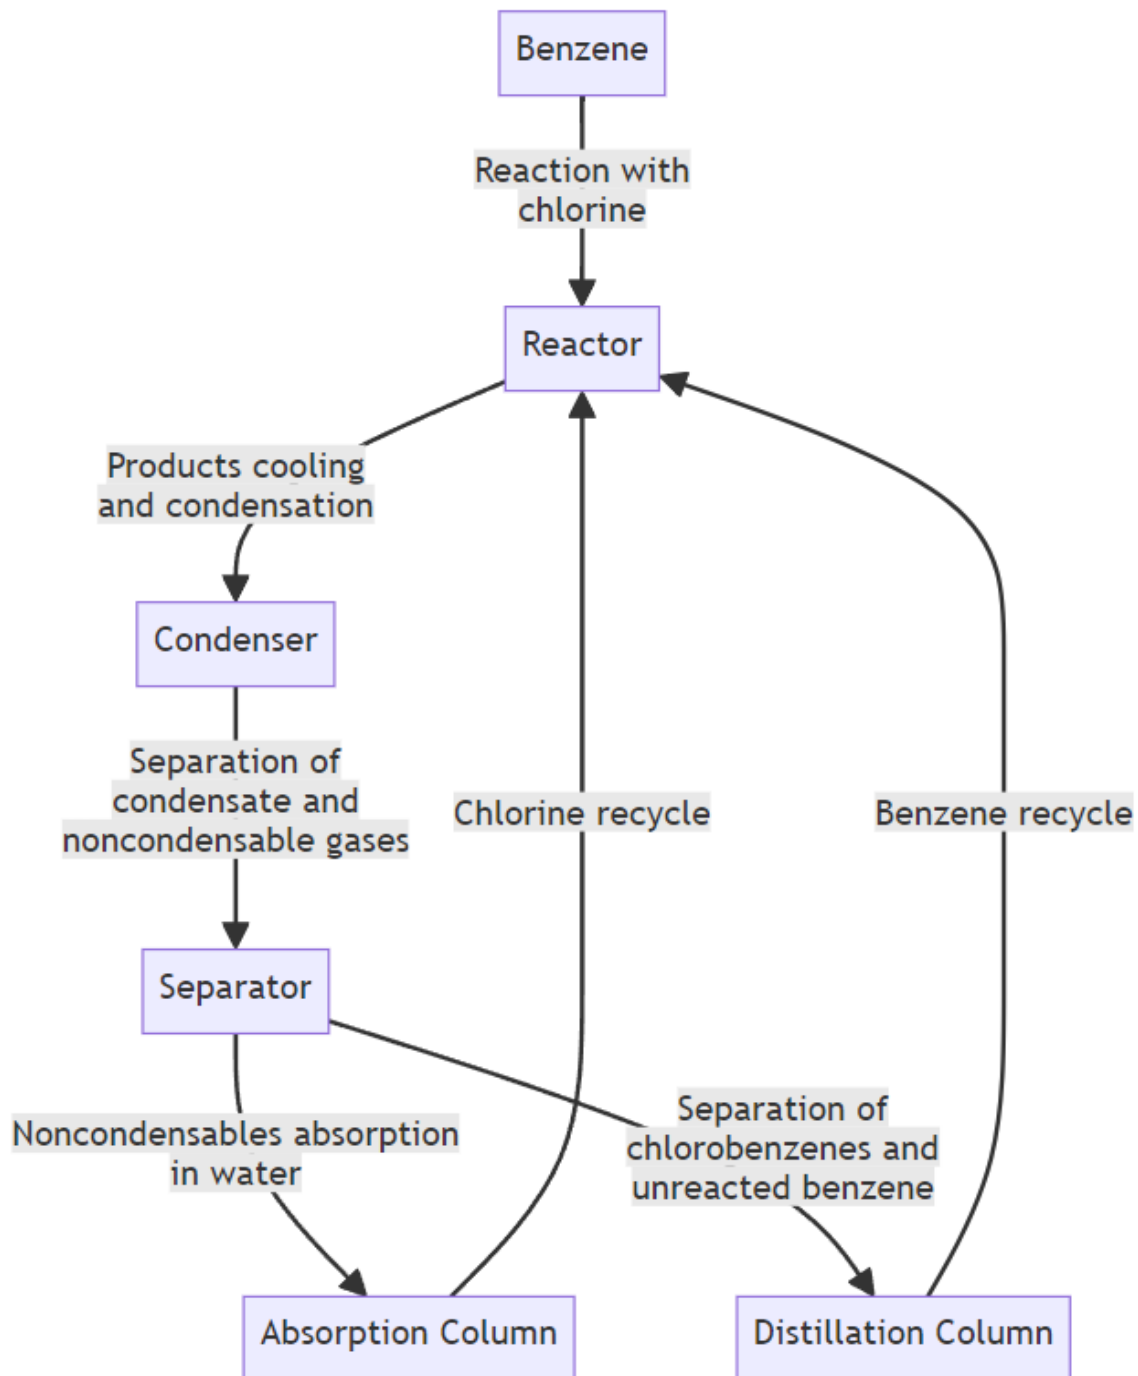 Benzene
Reaction with
chlorine
Reactor
Products cooling
and condensation
Condenser
Separation of
condensate and
noncondensable gases
Chlorine recycle
Benzene recycle
Separator
Noncondensables absorption
in water
Separation of
chlorobenzenes and
unreacted benzene
Absorption Column
Distillation Column